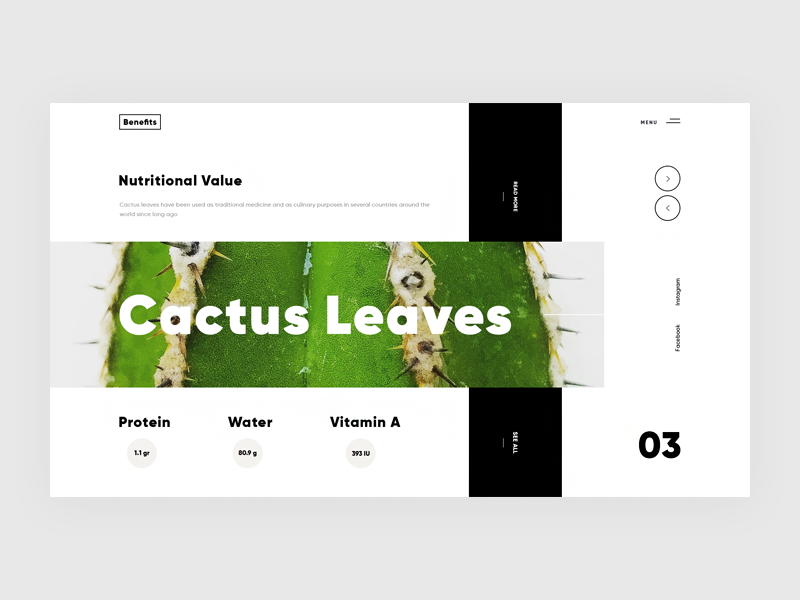 Benefits
MENU
Nutritional Value
Cactus leaves have been used as traditional medicine and as culinary purposes in several countries around the
world since long ago
READ MORE
Cactus Leaves
Instagram
Facebook
Protein
Water
Vitamin A
1.1 gr
80.9 g
393 IU
SEE ALL
03